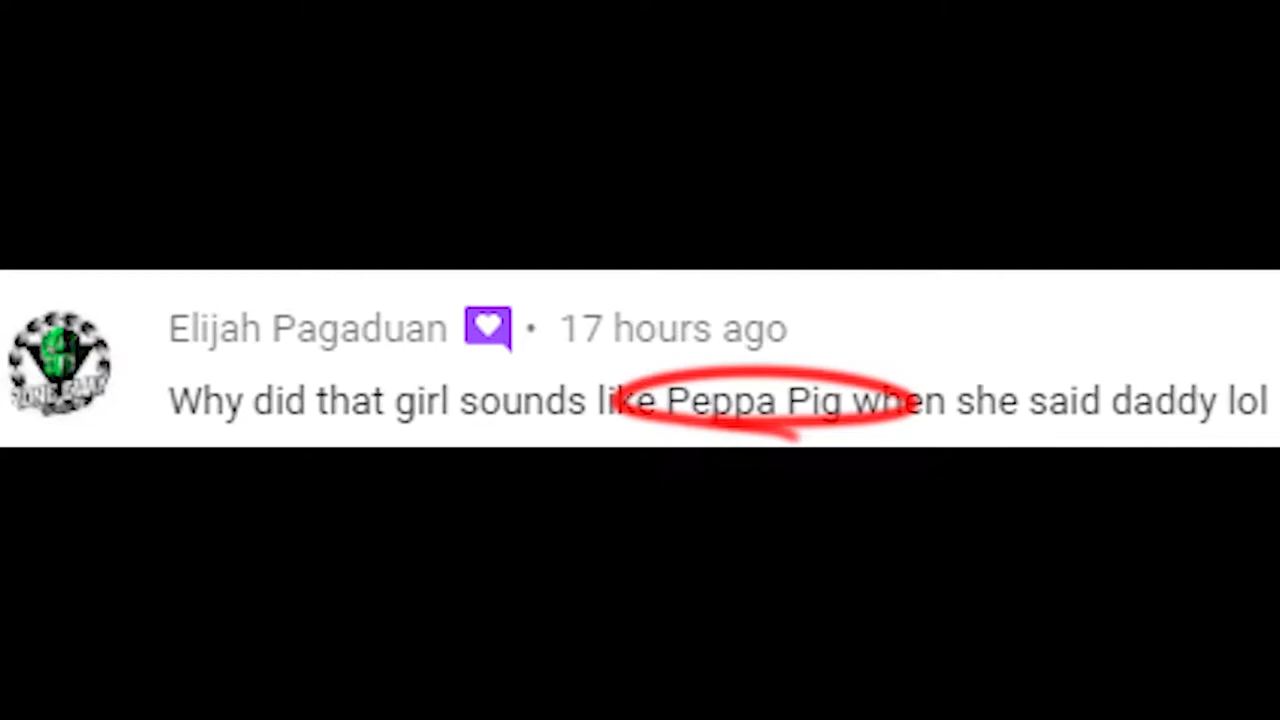 Elijah Pagaduan • 17 hours ago
Why did that girl sounds like Peppa Pig when she said daddy lol